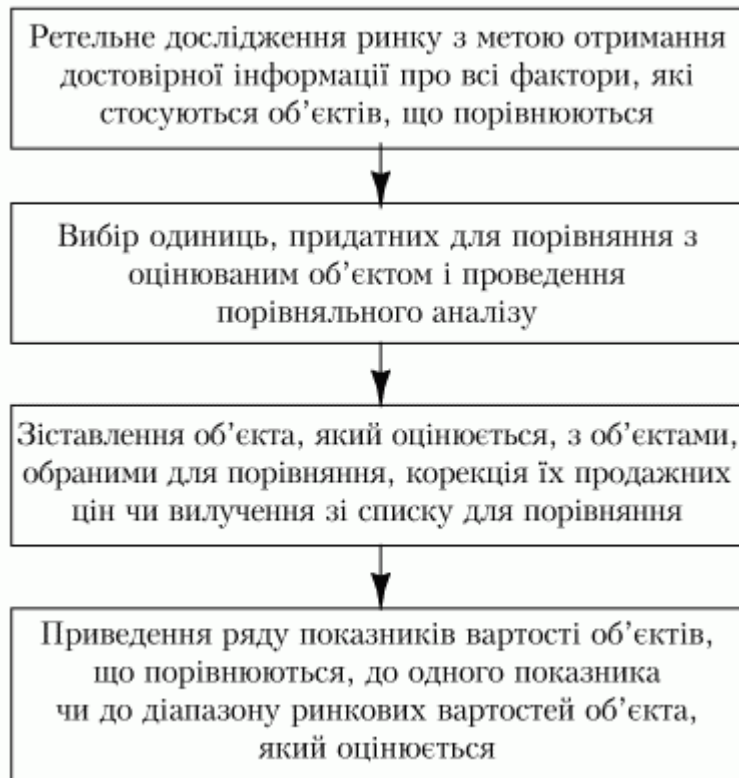 Ретельне дослідження ринку з метою отримання
достовірної інформації про всі фактори, які
стосуються об’єктів, що порівнюються
Вибір одиниць, придатних для порівняння з
оцінюваним об’єктом і проведення
порівняльного аналізу
Зіставлення об’єкта, який оцінюється, з об’єктами,
обраними для порівняння, корекція їх продажних
цін чи вилучення зі списку для порівняння
Приведення ряду показників вартості об’єктів,
що порівнюються, до одного показника
чи до діапазону ринкових вартостей об’єкта,
який оцінюється